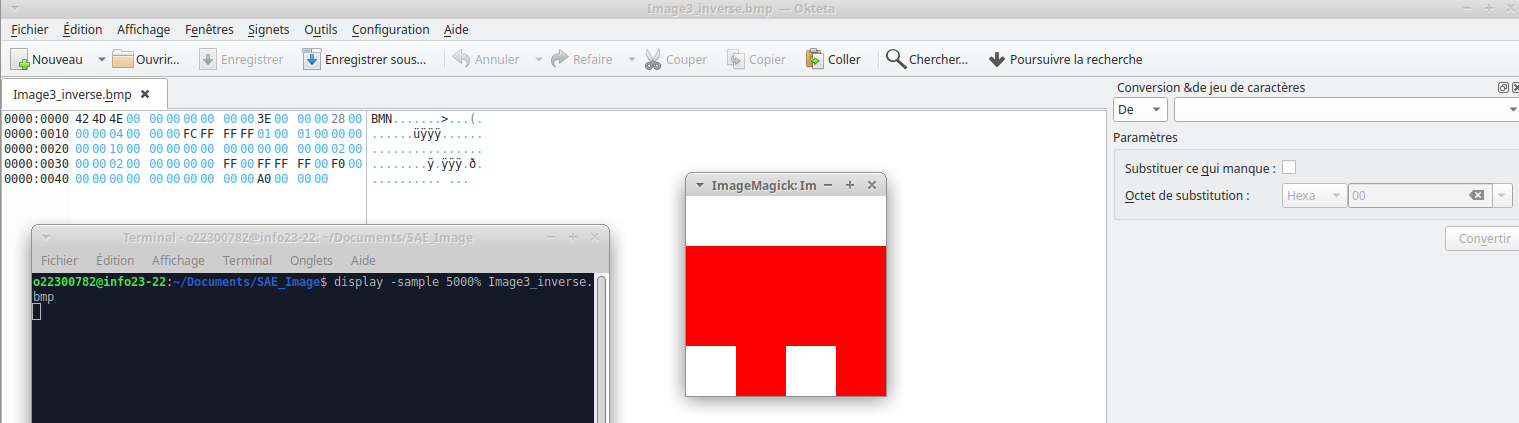 Image3_inverse.bmp — Okteta
Fichier Édition Affichage Fenêtres Signets Outils Configuration Aide
Nouveau Ouvrir... Enregistrer Enregistrer sous... Annuler Refaire Couper Copier Coller Chercher... Poursuivre la recherche
Image3_inverse.bmp
Conversion &de jeu de caractères
De
Paramètres
Substituer ce qui manque :
Octet de substitution : Hexa 00
Convertir
0000:0000 42 4D 4E 00 00 00 00 00 00 00 3E 00 00 00 28 00 BMN.......>...(.
0000:0010 00 00 04 00 00 00 FC FF FF FF 01 00 01 00 00 00 ......üÿÿÿ......
0000:0020 00 00 10 00 00 00 00 00 00 00 00 00 00 00 02 00 ................
0000:0030 00 00 02 00 00 00 00 00 FF 00 FF FF FF 00 F0 00 ........ÿ.ÿÿÿ.ð.
0000:0040 00 00 00 00 00 00 00 00 00 00 A0 00 00 00 .......... ...
ImageMagick: Im
Terminal - o22300782@info23-22: ~/Documents/SAE_Image
Fichier Édition Affichage Terminal Onglets Aide
o22300782@info23-22:~/Documents/SAE_Image$ display -sample 5000% Image3_inverse.
bmp